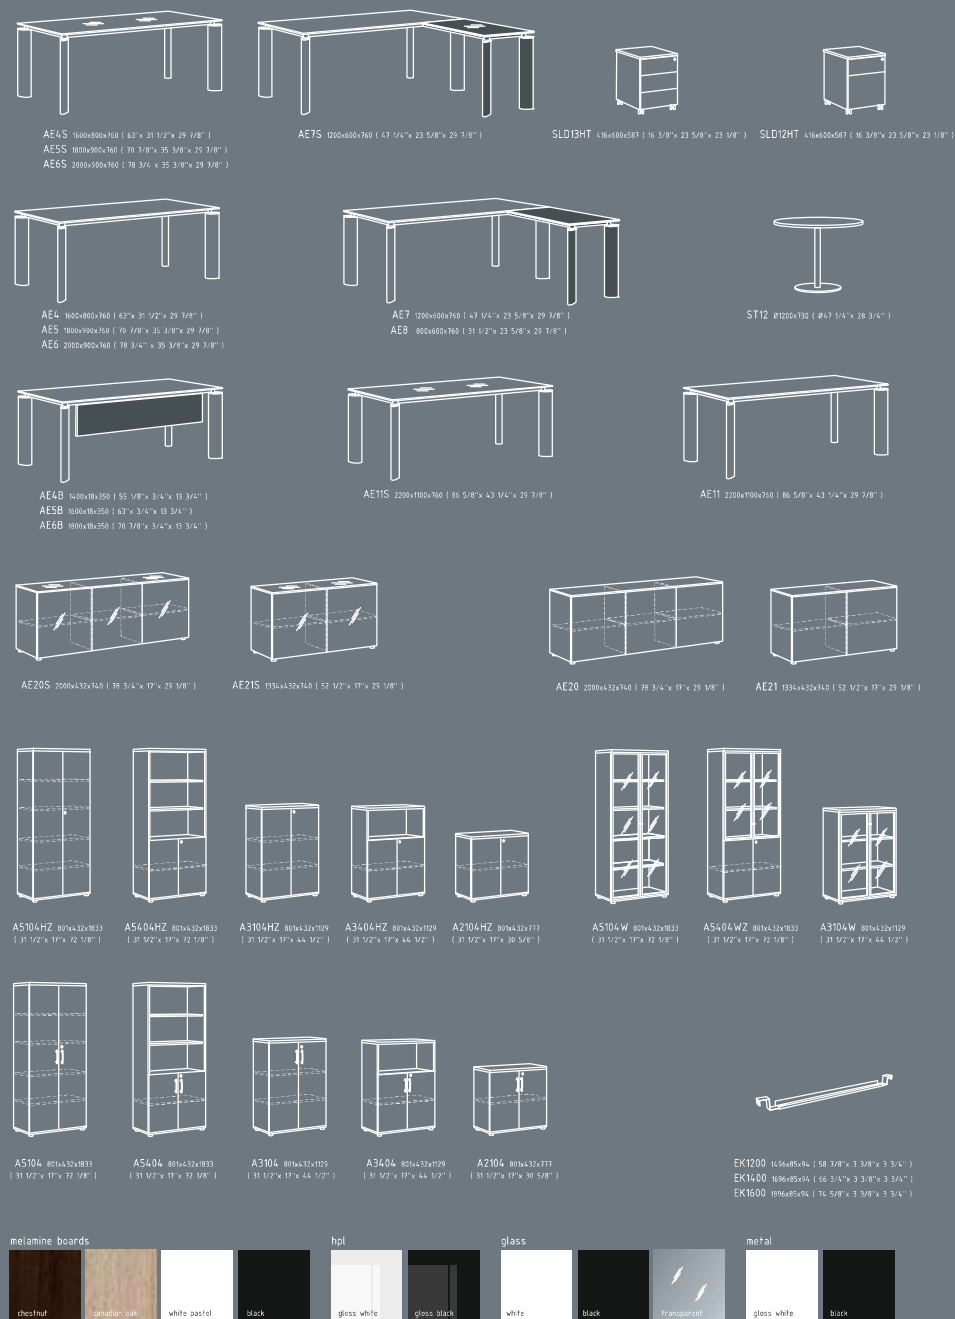 AE4S 1600x800x760 ( 63"x 31 1/2"x 29 7/8" )
AE5S 1800x900x760 ( 70 7/8"x 35 3/8"x 29 7/8" )
AE6S 2000x900x760 ( 78 3/4 x 35 3/8"x 29 7/8" )
AE7S 1200x600x760 ( 47 1/4"x 23 5/8"x 29 7/8" )
SLD13HT 416x600x587 ( 16 3/8"x 23 5/8"x 23 1/8" )
SLD12HT 416x600x587 ( 16 3/8"x 23 5/8"x 23 1/8" )
AE4 1600x800x760 ( 63"x 31 1/2"x 29 7/8" )
AE5 1800x900x760 ( 70 7/8"x 35 3/8"x 29 7/8" )
AE6 2000x900x760 ( 78 3/4" x 35 3/8"x 29 7/8" )
AE7 1200x600x760 ( 47 1/4"x 23 5/8"x 29 7/8" )
AE8 800x600x760 ( 31 1/2"x 23 5/8"x 29 7/8" )
ST12 Ø1200x730 ( Ø47 1/4"x 28 3/4" )
AE4B 1400x18x350 ( 55 1/8"x 3/4"x 13 3/4" )
AE5B 1600x18x350 ( 63"x 3/4"x 13 3/4" )
AE6B 1800x18x350 ( 70 7/8"x 3/4"x 13 3/4" )
AE11S 2200x1100x760 ( 86 5/8"x 43 1/4"x 29 7/8" )
AE11 2200x1100x760 ( 86 5/8"x 43 1/4"x 29 7/8" )
AE20S 2000x432x740 ( 78 3/4"x 17"x 29 1/8" )
AE21S 1334x432x740 ( 52 1/2"x 17"x 29 1/8" )
AE20 2000x432x740 ( 78 3/4"x 17"x 29 1/8" )
AE21 1334x432x740 ( 52 1/2"x 17"x 29 1/8" )
A5104HZ 801x432x1833
( 31 1/2"x 17"x 72 1/8" )
A5404HZ 801x432x1833
( 31 1/2"x 17"x 72 1/8" )
A3104HZ 801x432x1129
( 31 1/2"x 17"x 44 1/2" )
A3404HZ 801x432x1129
( 31 1/2"x 17"x 44 1/2" )
A2104HZ 801x432x777
( 31 1/2"x 17"x 30 5/8" )
A5104W 801x432x1833
( 31 1/2"x 17"x 72 1/8" )
A5404WZ 801x432x1833
( 31 1/2"x 17"x 72 1/8" )
A3104W 801x432x1129
( 31 1/2"x 17"x 44 1/2" )
A5104 801x432x1833
( 31 1/2"x 17"x 72 1/8" )
A5404 801x432x1833
( 31 1/2"x 17"x 72 1/8" )
A3104 801x432x1129
( 31 1/2"x 17"x 44 1/2" )
A3404 801x432x1129
( 31 1/2"x 17"x 44 1/2" )
A2104 801x432x777
( 31 1/2"x 17"x 30 5/8" )
EK1200 1496x85x94 ( 58 7/8"x 3 3/8"x 3 3/4" )
EK1400 1696x85x94 ( 66 3/4"x 3 3/8"x 3 3/4" )
EK1600 1896x85x94 ( 74 5/8"x 3 3/8"x 3 3/4" )
melamine boards
chestnut
canadian oak
white pastel
black
hpl
gloss white
gloss black
glass
white
black
transparent
metal
gloss white
black